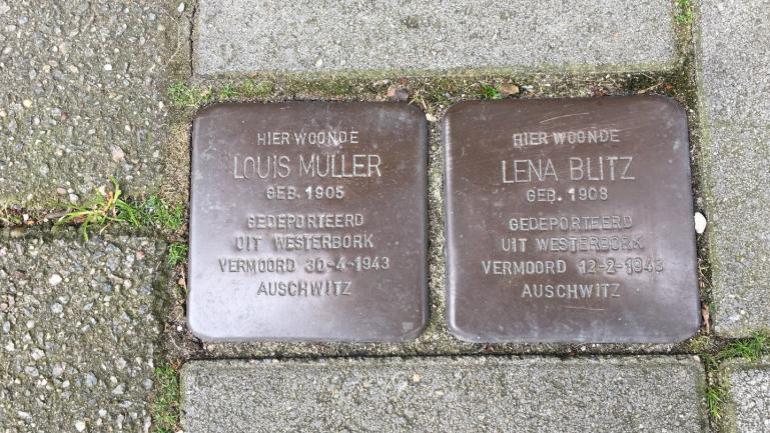 HIER WOONDE
LOUIS MULLER
GEB. 1905
GEDEPORTEERD
UIT WESTERBORK
VERMOORD 30-4-1943
AUSCHWITZ
HIER WOONDE
LENA BLITZ
GEB. 1908
GEDEPORTEERD
UIT WESTERBORK
VERMOORD 12-2-1943
AUSCHWITZ